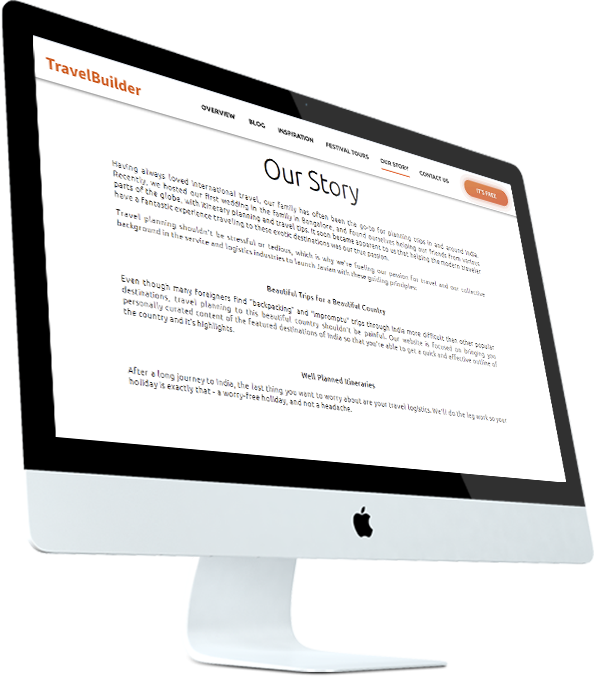 TravelBuilder
OVERVIEW BLOG INSPIRATION FESTIVAL TOURS OUR STORY CONTACT US IT'S FREE
Our Story
Having always loved international travel, our family has often been the go-to for planning trips in and around India.
Recently, we hosted our first wedding in the family in Bangalore, and found ourselves helping our friends from various
parts of the globe, with itinerary planning and travel tips. It soon became apparent to us that helping the modern traveler
have a fantastic experience traveling to these exotic destinations was our true passion.
Travel planning shouldn't be stressful or tedious, which is why we're fuelling our passion for travel and our collective
background in the service and logistics industries to launch Javian with these guiding principles:
Beautiful Trips for a Beautiful Country
Even though many foreigners find "backpacking" and "impromptu" trips through India more difficult than other popular
destinations, travel planning to this beautiful country shouldn't be painful. Our website is focused on bringing you
personally curated content of the featured destinations of India so that you're able to get a quick and effective outline of
the country and it's highlights.
Well Planned Itineraries
After a long journey to India, the last thing you want to worry about are your travel logistics. We'll do the leg work so your
holiday is exactly that - a worry-free holiday, and not a headache.